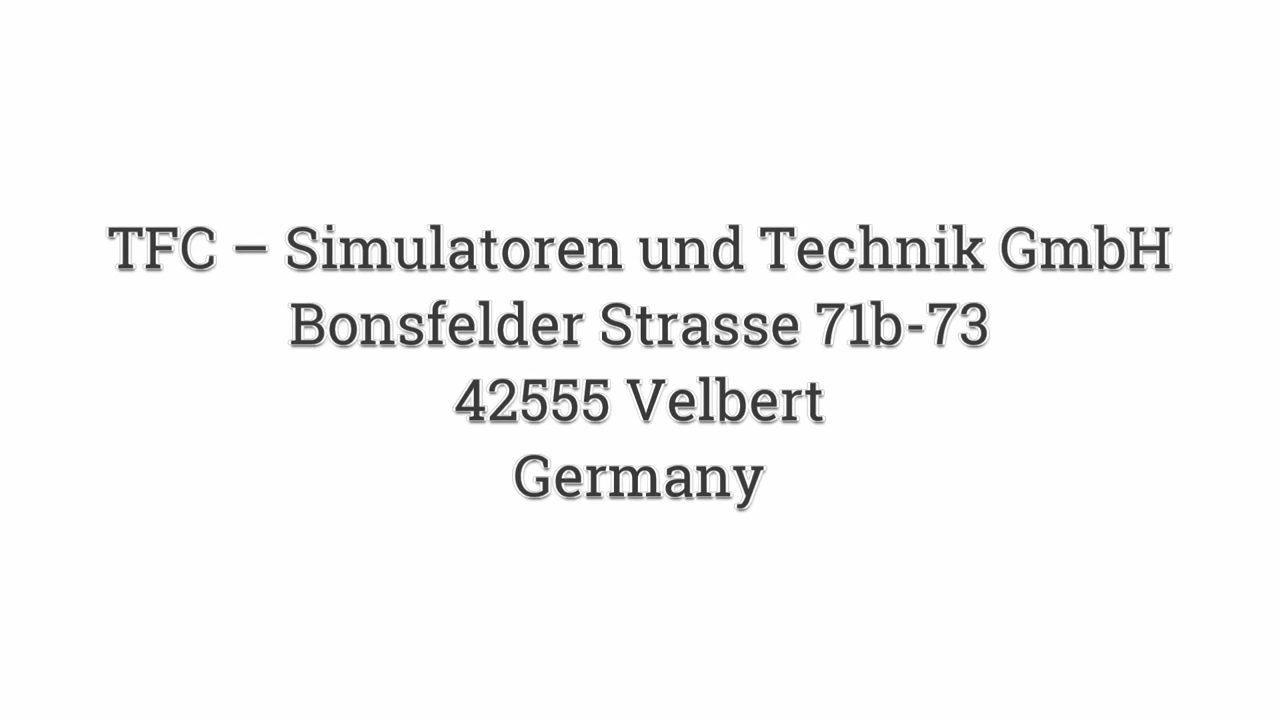 TFC – Simulatoren und Technik GmbH
Bonsfelder Strasse 71b-73
42555 Velbert
Germany